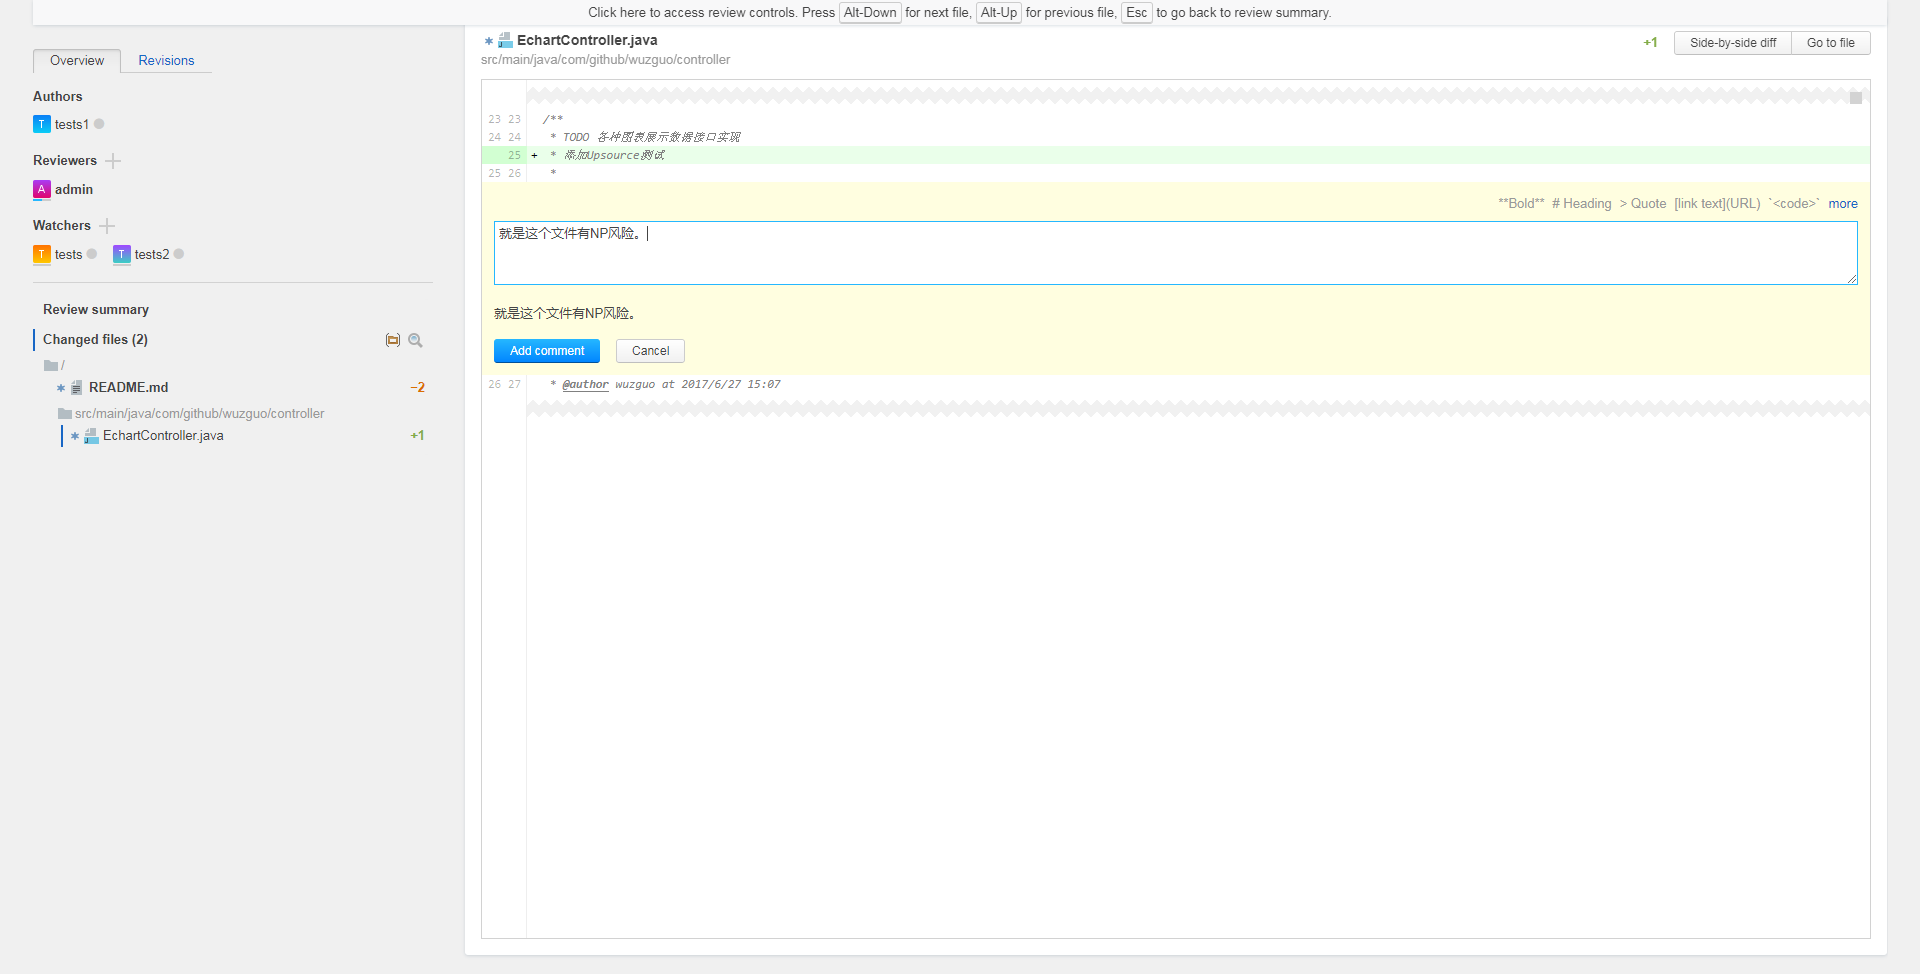 Click here to access review controls. Press Alt-Down for next file, Alt-Up for previous file, Esc to go back to review summary.
Overview Revisions
Authors
T tests1
Reviewers
A admin
Watchers
T tests T tests2
Review summary
Changed files (2)
/
README.md −2
src/main/java/com/github/wuzguo/controller
EchartController.java +1
EchartController.java +1 Side-by-side diff Go to file
src/main/java/com/github/wuzguo/controller
23 23 /**
24 24 * TODO 各种图表展示数据接口实现
25 + * 添加Upsource测试
25 26 *
**Bold** # Heading > Quote [link text](URL) `<code>` more
就是这个文件有NP风险。
就是这个文件有NP风险。
Add comment Cancel
26 27 * @author wuzguo at 2017/6/27 15:07